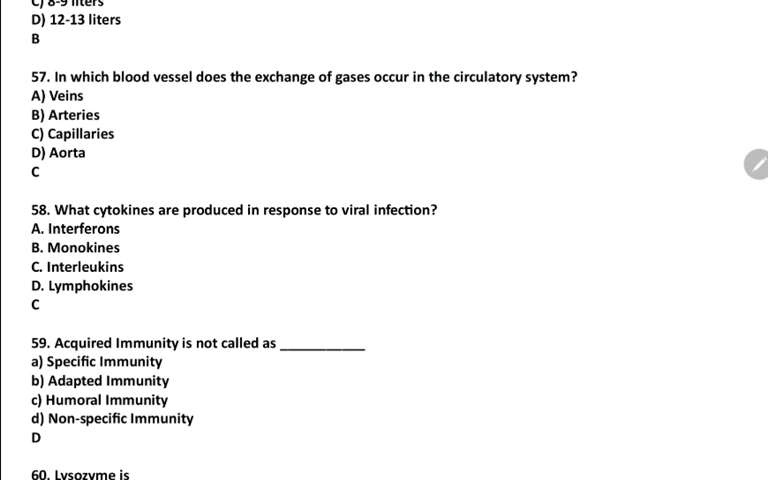 C) 8-9 liters
D) 12-13 liters
B
57. In which blood vessel does the exchange of gases occur in the circulatory system?
A) Veins
B) Arteries
C) Capillaries
D) Aorta
C
58. What cytokines are produced in response to viral infection?
A. Interferons
B. Monokines
C. Interleukins
D. Lymphokines
C
59. Acquired Immunity is not called as ____________
a) Specific Immunity
b) Adapted Immunity
c) Humoral Immunity
d) Non-specific Immunity
D
60. Lysozyme is